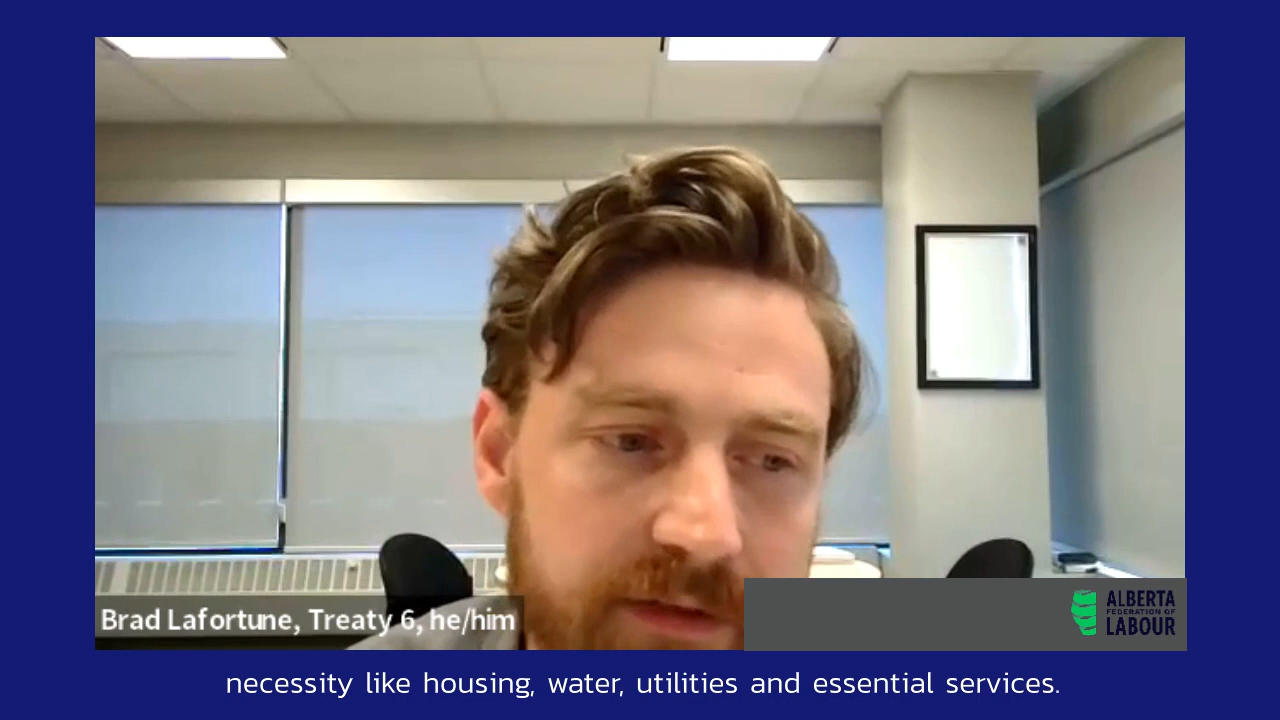 Brad Lafortune, Treaty 6, he/him
ALBERTA
FEDERATION OF
LABOUR
necessity like housing, water, utilities and essential services.